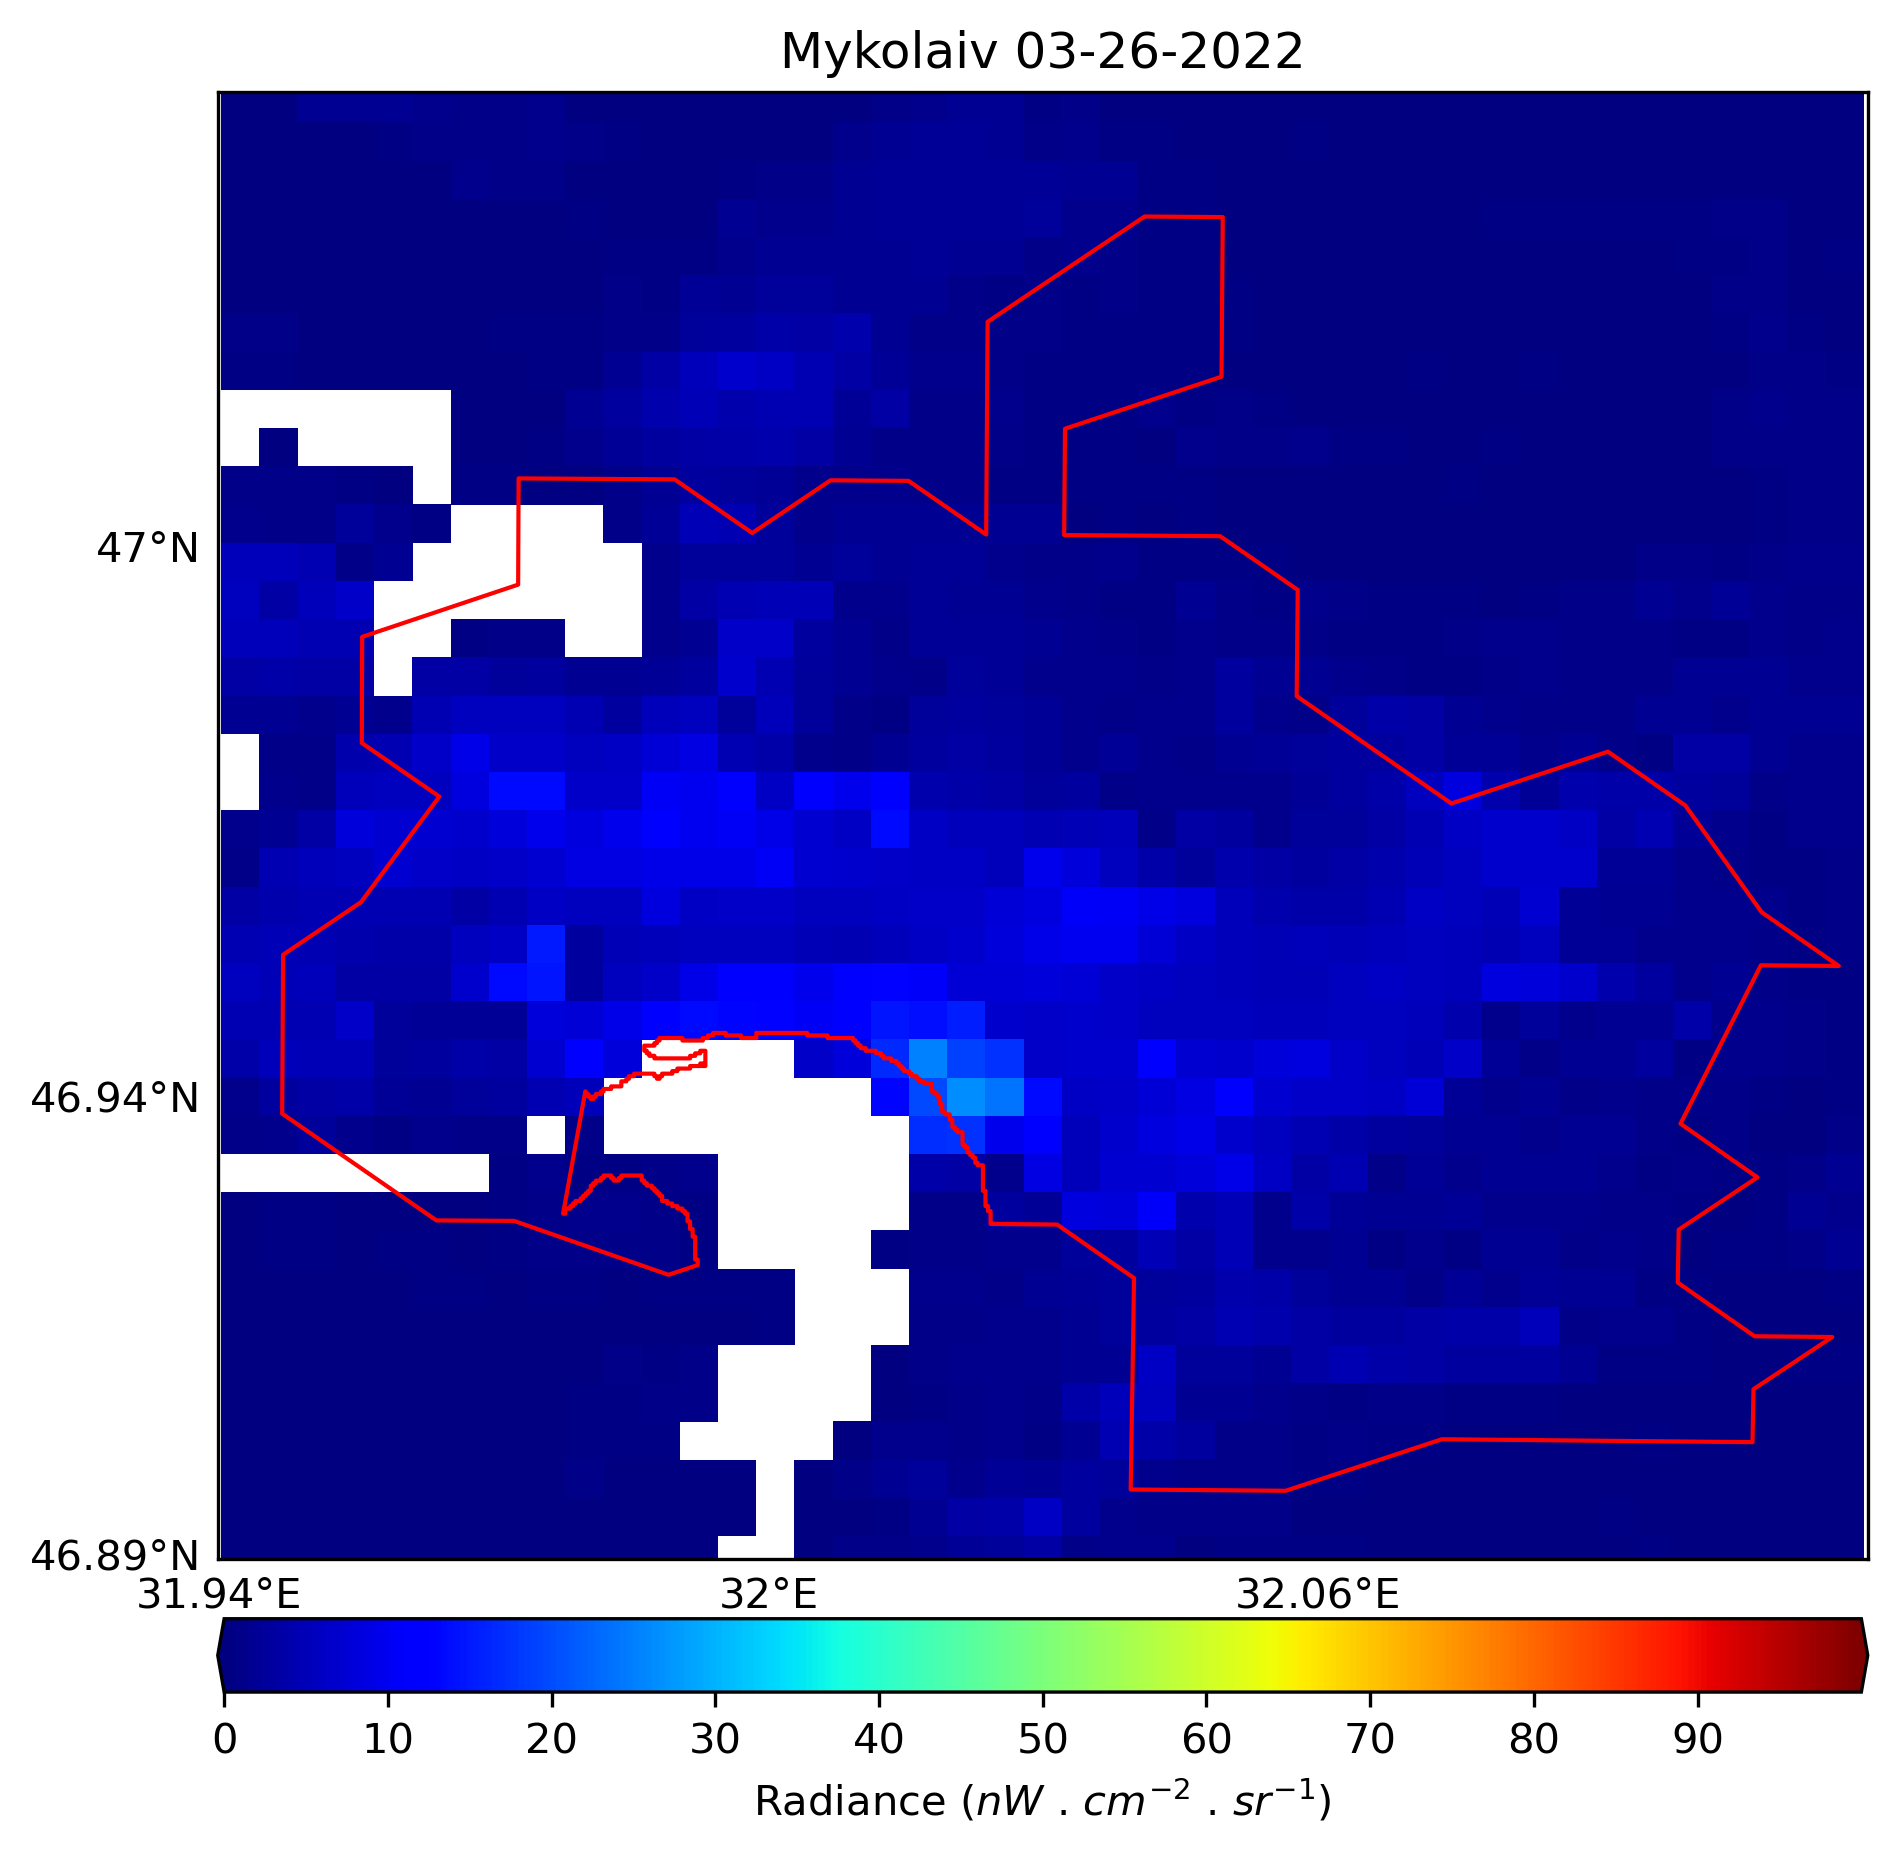 Mykolaiv 03-26-2022
47°N
46.94°N
46.89°N
31.94°E 32°E 32.06°E
0 10 20 30 40 50 60 70 80 90
Radiance (nW . cm⁻² . sr⁻¹)